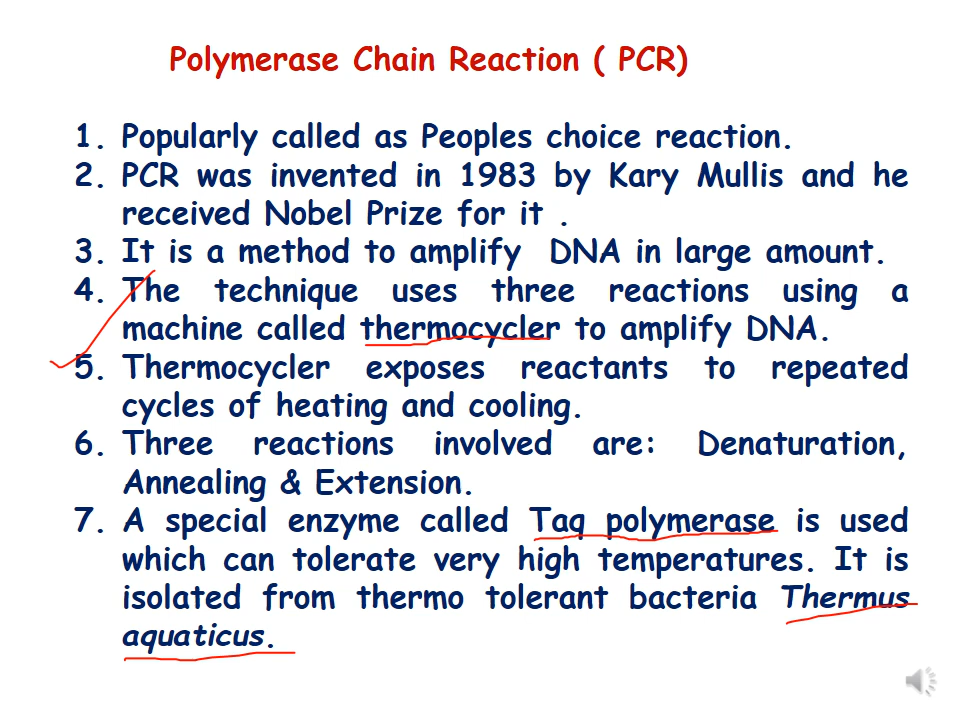 Polymerase Chain Reaction ( PCR)
1. Popularly called as Peoples choice reaction.
2. PCR was invented in 1983 by Kary Mullis and he
received Nobel Prize for it .
3. It is a method to amplify DNA in large amount.
4. The technique uses three reactions using a
machine called thermocycler to amplify DNA.
5. Thermocycler exposes reactants to repeated
cycles of heating and cooling.
6. Three reactions involved are: Denaturation,
Annealing & Extension.
7. A special enzyme called Taq polymerase is used
which can tolerate very high temperatures. It is
isolated from thermo tolerant bacteria Thermus
aquaticus.